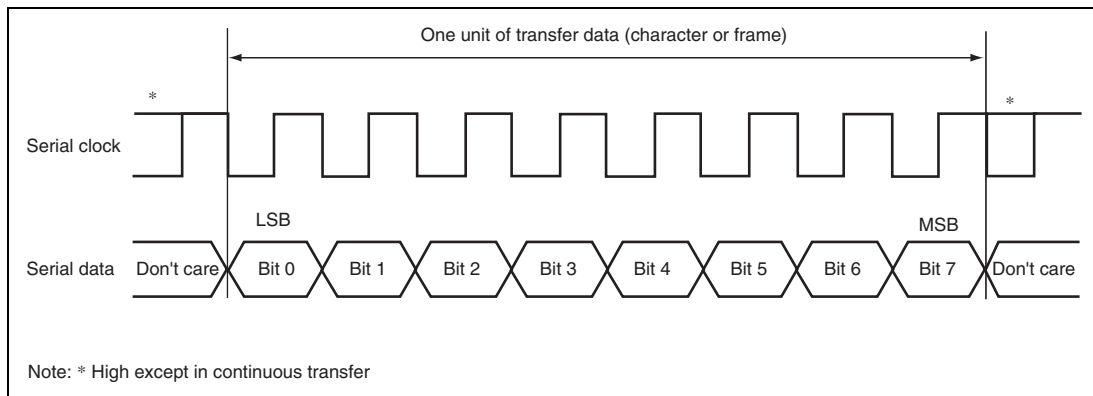 One unit of transfer data (character or frame)
*
*
Serial clock
LSB
MSB
Serial data
Don't care
Bit 0
Bit 1
Bit 2
Bit 3
Bit 4
Bit 5
Bit 6
Bit 7
Don't care
Note: * High except in continuous transfer